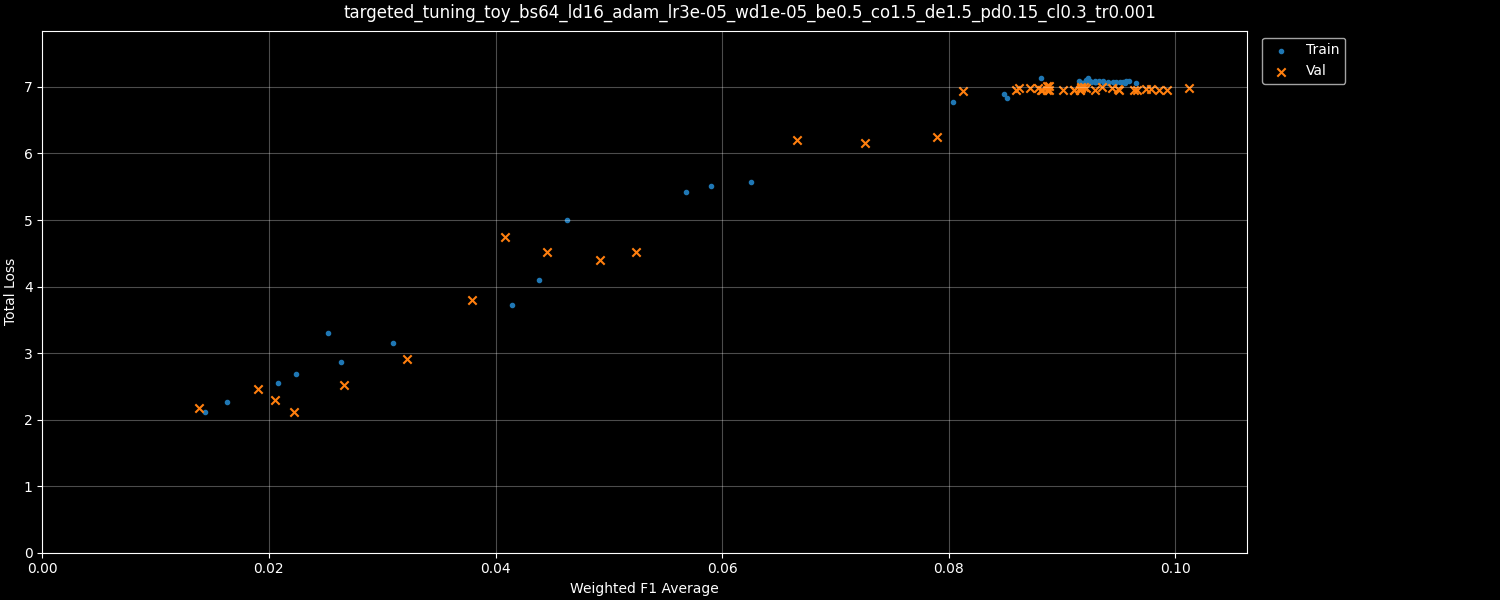 targeted_tuning_toy_bs64_ld16_adam_lr3e-05_wd1e-05_be0.5_co1.5_de1.5_pd0.15_cl0.3_tr0.001
Train
Val
7
6
5
4
3
2
1
0
Total Loss
0.00 0.02 0.04 0.06 0.08 0.10
Weighted F1 Average